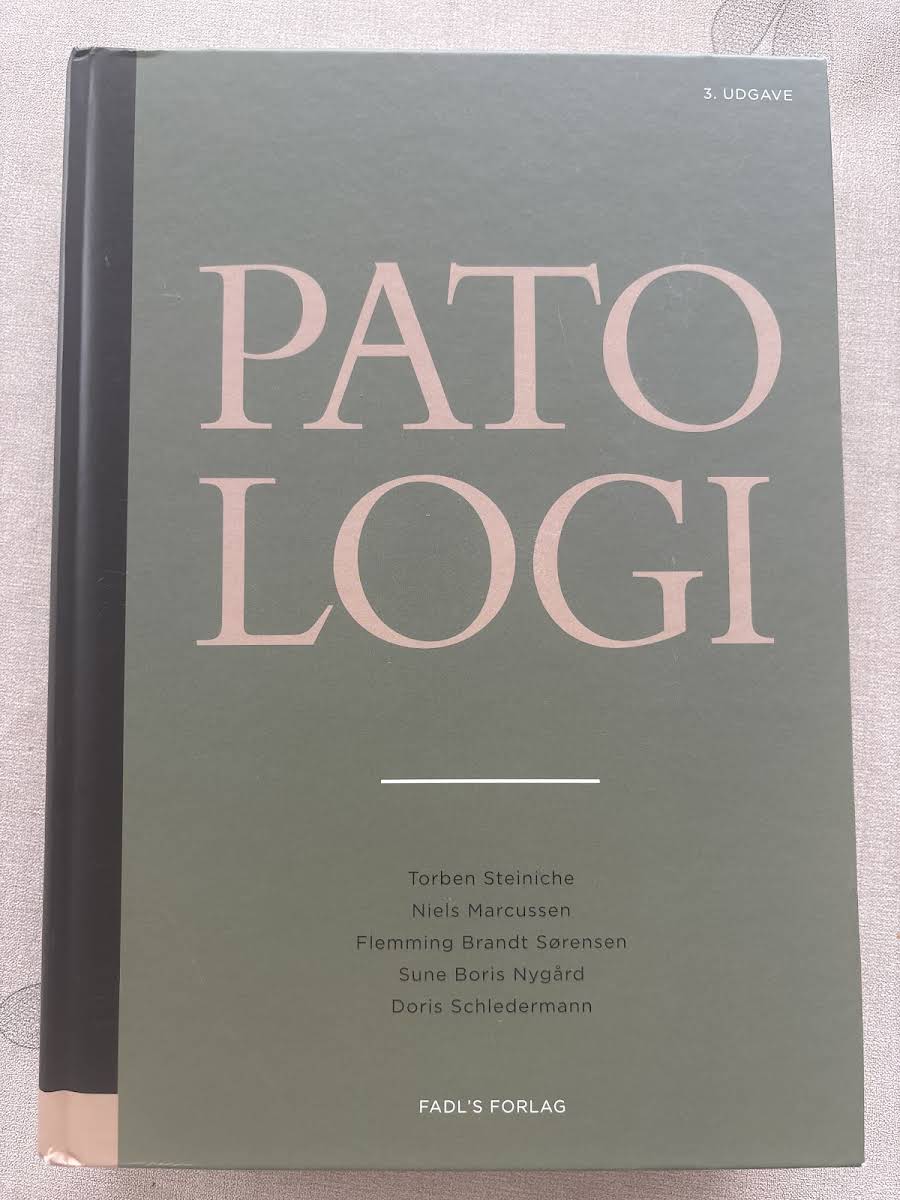 3. UDGAVE
PATO
LOGI
Torben Steiniche
Niels Marcussen
Flemming Brandt Sørensen
Sune Boris Nygård
Doris Schledermann
FADL'S FORLAG